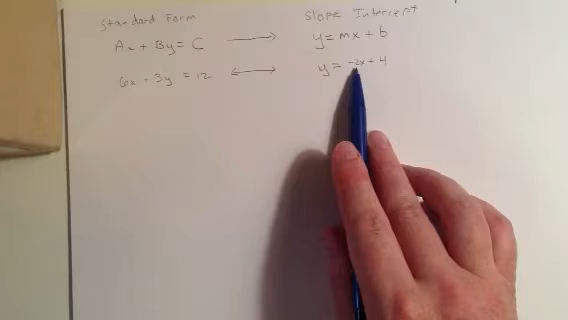 Standard Form
Slope Intercept
Ax + By = C
y = mx + b
6x - 3y = 12
y = -2x + 4